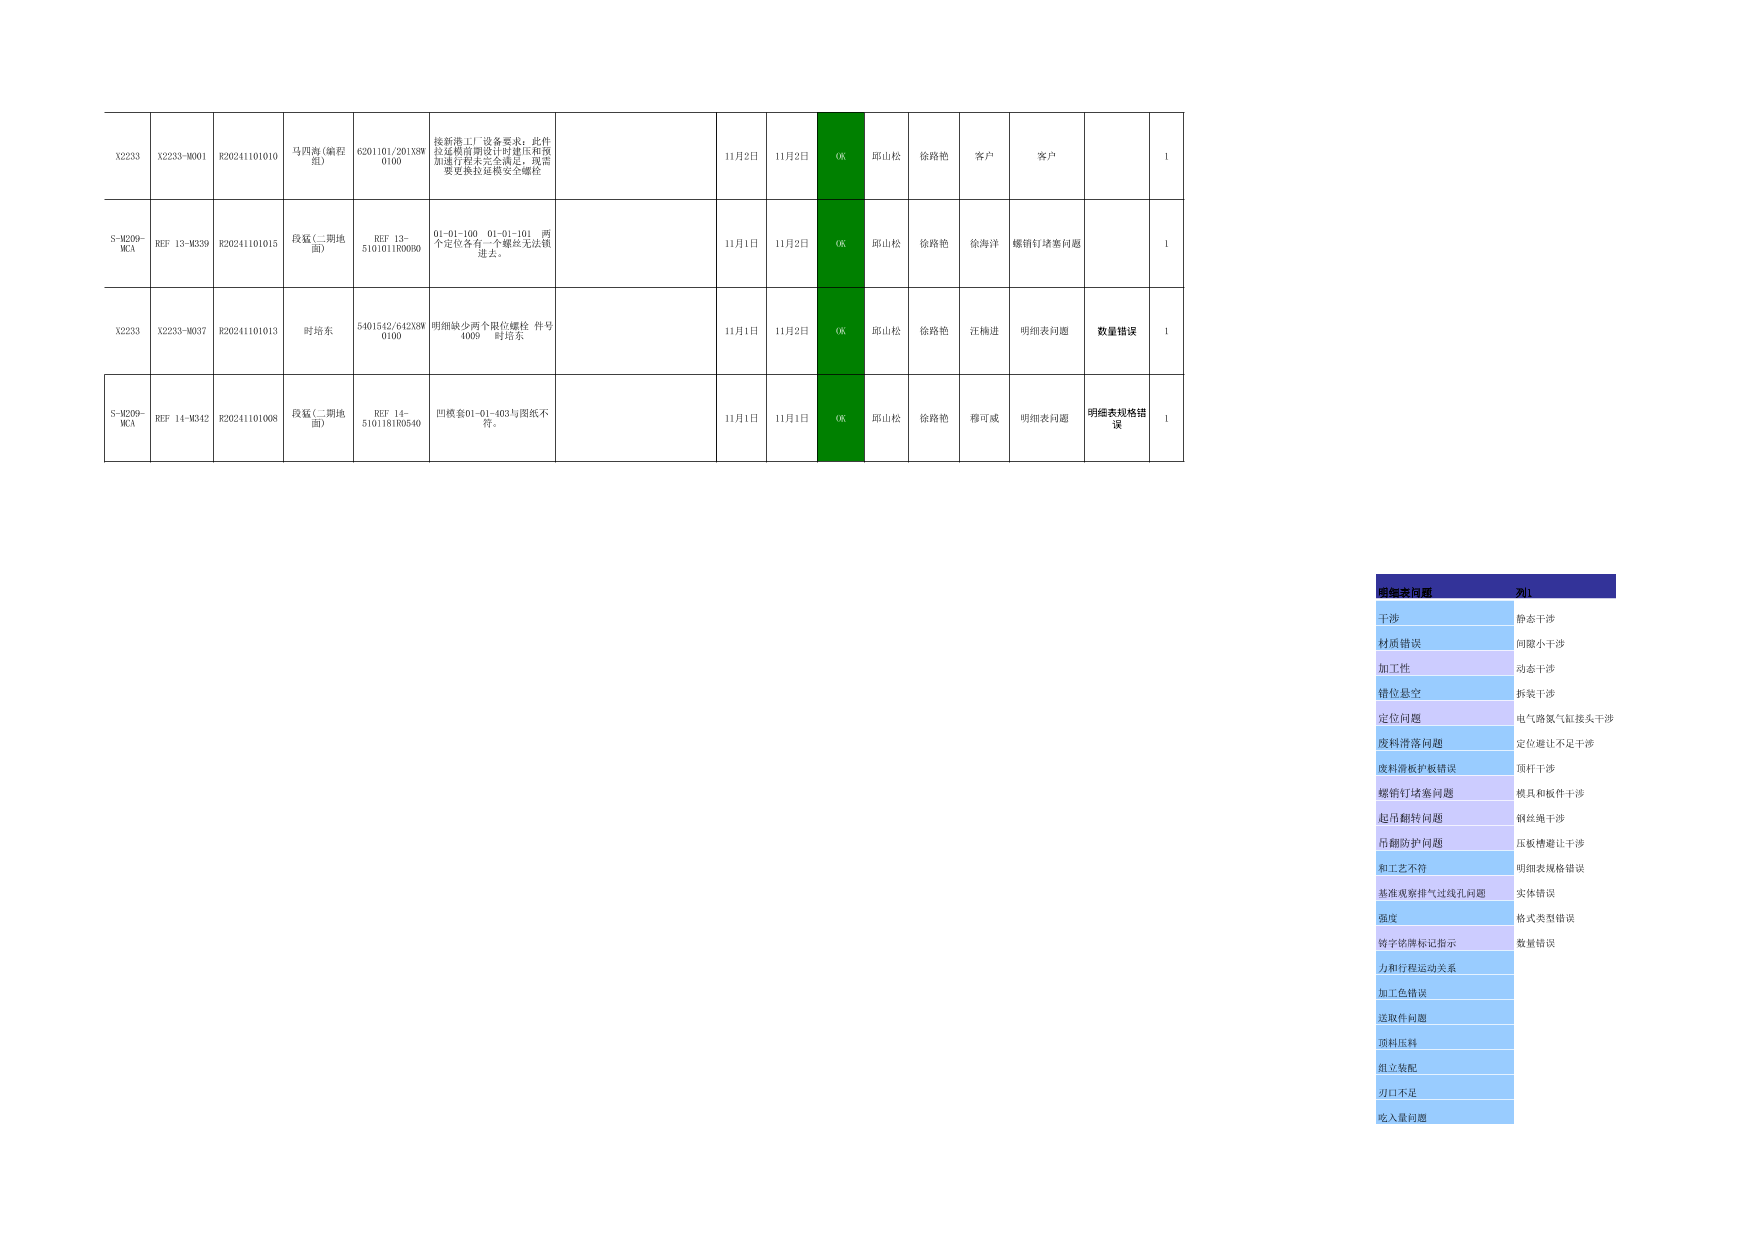 X2233 X2233-M001 R20241101010 马四海(编程组) 6201101/201X8W0100 接新港工厂设备要求：此件拉延模前期设计时建压和预加速行程未完全满足，现需要更换拉延模安全螺栓 11月2日 11月2日 OK 邱山松 徐路艳 客户 客户 1
S-M209-MCA REF 13-M339 R20241101015 段猛(二期地面) REF 13-5101011R00B0 01-01-100 01-01-101 两个定位各有一个螺丝无法锁进去。 11月1日 11月2日 OK 邱山松 徐路艳 徐海洋 螺销钉堵塞问题 1
X2233 X2233-M037 R20241101013 时培东 5401542/642X8W0100 明细缺少两个限位螺栓 件号4009 时培东 11月1日 11月2日 OK 邱山松 徐路艳 汪楠进 明细表问题 数量错误 1
S-M209-MCA REF 14-M342 R20241101008 段猛(二期地面) REF 14-5101181R0540 凹模套01-01-403与图纸不符。 11月1日 11月1日 OK 邱山松 徐路艳 穆可威 明细表问题 明细表规格错误 1
明细表问题 列1
干涉 静态干涉
材质错误 间隙小干涉
加工性 动态干涉
错位悬空 拆装干涉
定位问题 电气路氮气缸接头干涉
废料滑落问题 定位避让不足干涉
废料滑板护板错误 顶杆干涉
螺销钉堵塞问题 模具和板件干涉
起吊翻转问题 钢丝绳干涉
吊翻防护问题 压板槽避让干涉
和工艺不符 明细表规格错误
基准观察排气过线孔问题 实体错误
强度 格式类型错误
铸字铭牌标记指示 数量错误
力和行程运动关系
加工色错误
送取件问题
顶料压料
组立装配
刃口不足
吃入量问题